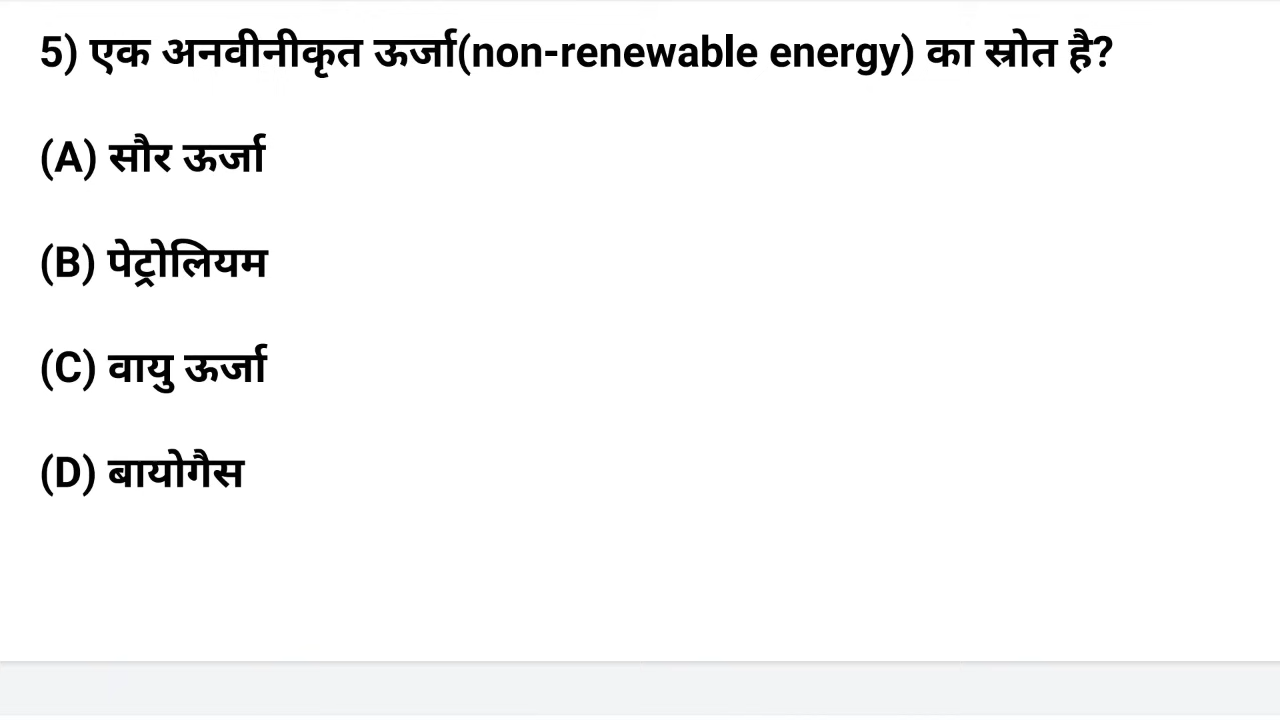 5) एक अनवीनीकृत ऊर्जा(non-renewable energy) का स्रोत है?
(A) सौर ऊर्जा
(B) पेट्रोलियम
(C) वायु ऊर्जा
(D) बायोगैस